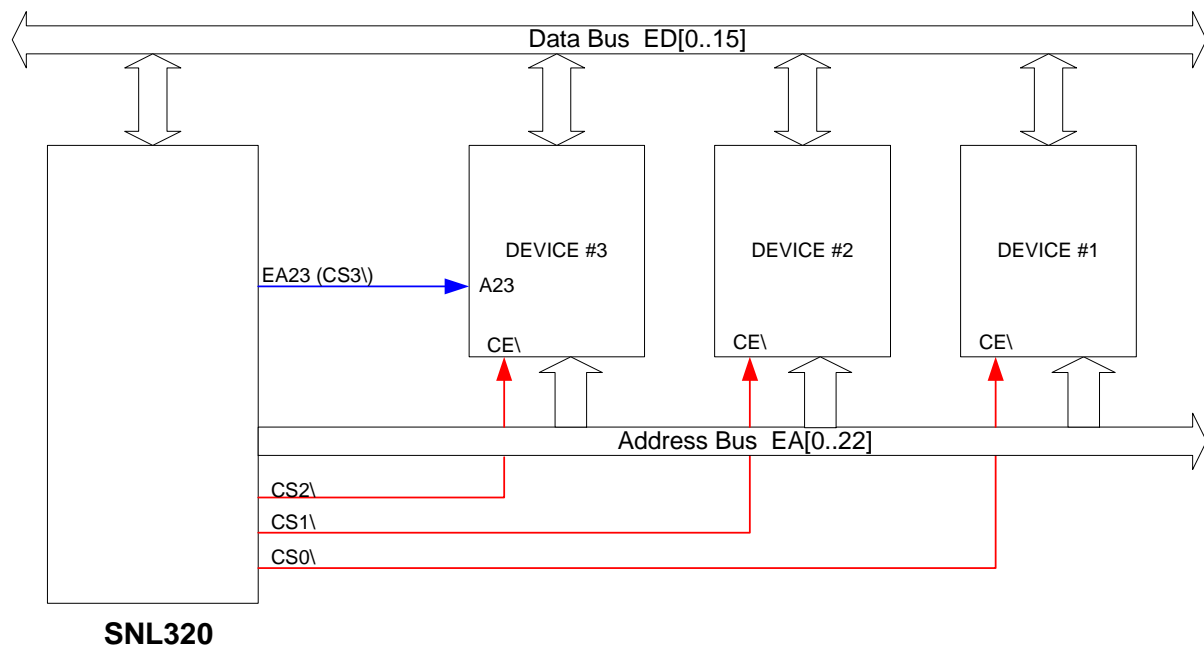 Data Bus ED[0..15]
DEVICE #3
DEVICE #2
DEVICE #1
EA23 (CS3\)
A23
CE\
CE\
CE\
Address Bus EA[0..22]
CS2\
CS1\
CS0\
SNL320